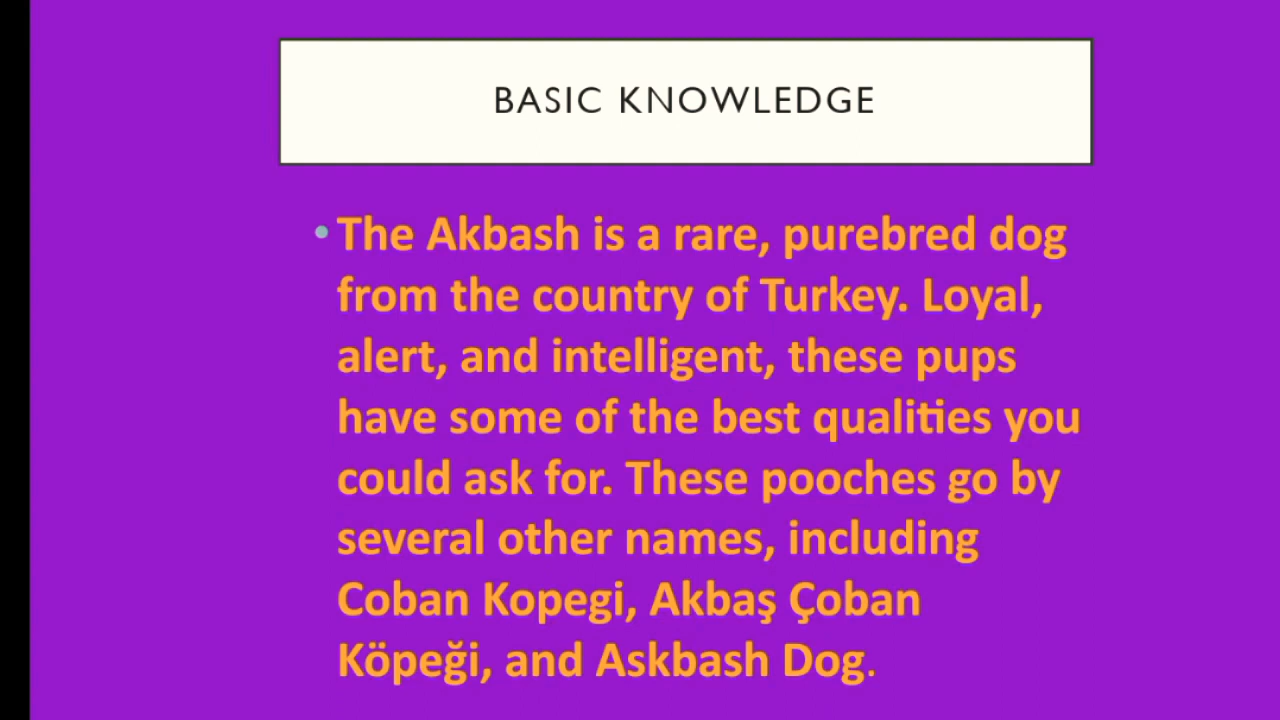 BASIC KNOWLEDGE
• The Akbash is a rare, purebred dog
from the country of Turkey. Loyal,
alert, and intelligent, these pups
have some of the best qualities you
could ask for. These pooches go by
several other names, including
Coban Kopegi, Akbaş Çoban
Köpeği, and Askbash Dog.